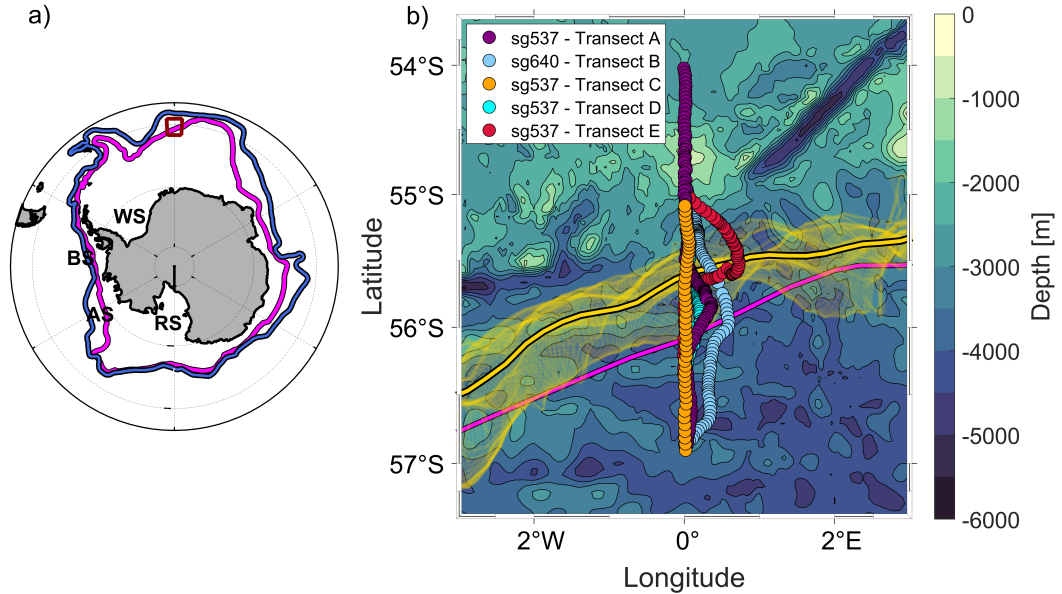 a)
WS
BS
AS
RS
b)
sg537 - Transect A
sg640 - Transect B
sg537 - Transect C
sg537 - Transect D
sg537 - Transect E
54°S
55°S
56°S
57°S
Latitude
2°W
0°
2°E
Longitude
0
-1000
-2000
-3000
-4000
-5000
-6000
Depth [m]